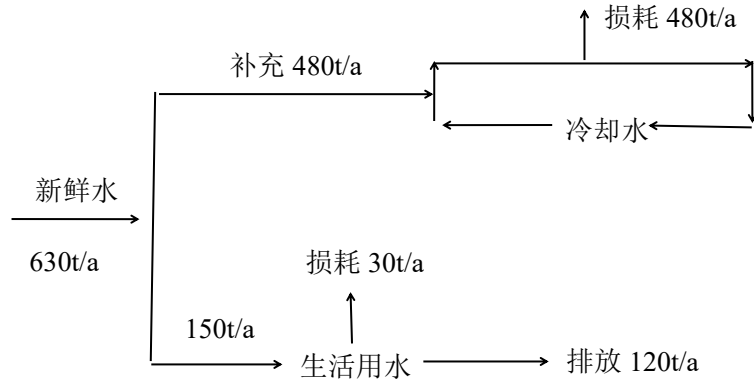 损耗 480t/a
补充 480t/a
冷却水
新鲜水
630t/a
损耗 30t/a
150t/a
生活用水
排放 120t/a